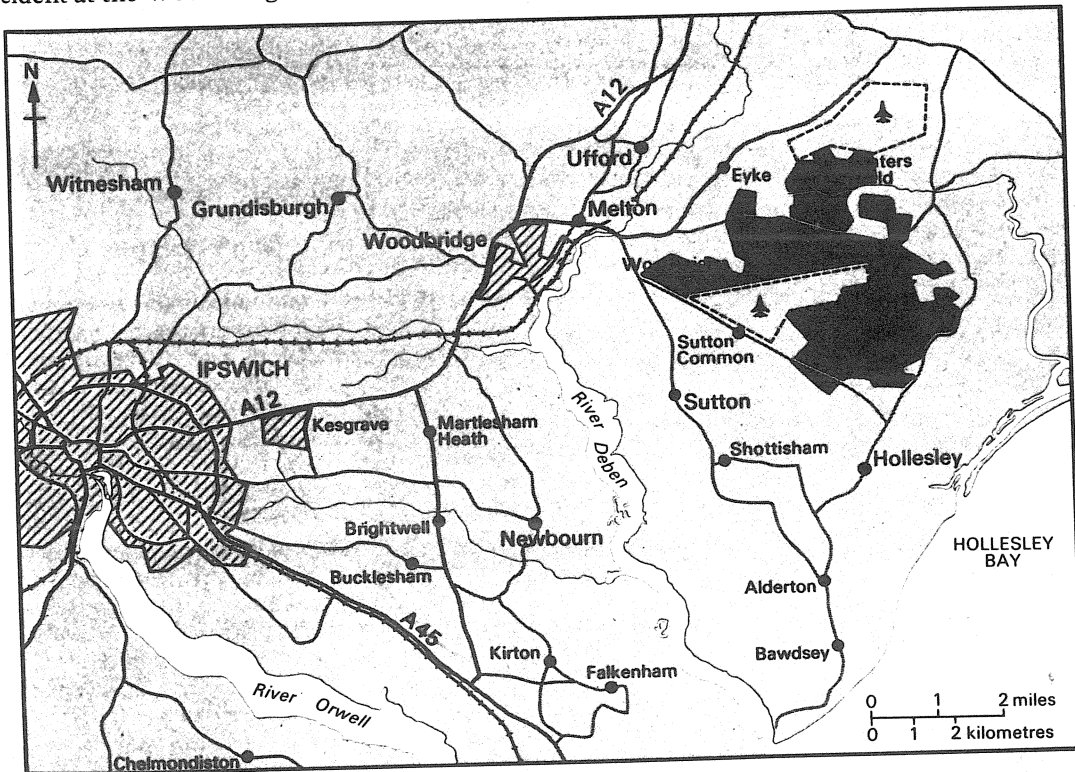 N
A12
Ufford
Witnesham
Eyke
Grundisburgh
Melton
Woodbridge
IPSWICH
Sutton
Common
A12
Kesgrave
Martlesham
Heath
River
Deben
Sutton
Shottisham
Hollesley
Brightwell
Newbourn
HOLLESLEY
BAY
Bucklesham
Alderton
A45
Kirton
Bawdsey
Falkenham
River Orwell
0 1 2 miles
0 1 2 kilometres
Chelmondiston